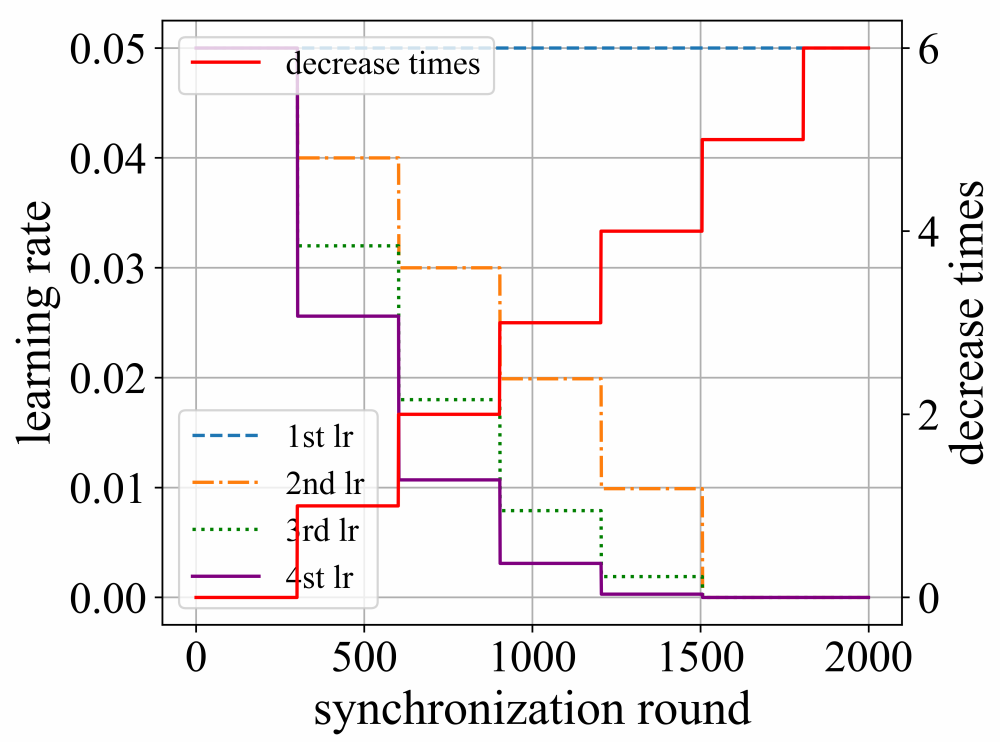 0.05
0.04
0.03
0.02
0.01
0.00
learning rate
decrease times
1st lr
2nd lr
3rd lr
4st lr
6
4
2
0
decrease times
0
500
1000
1500
2000
synchronization round